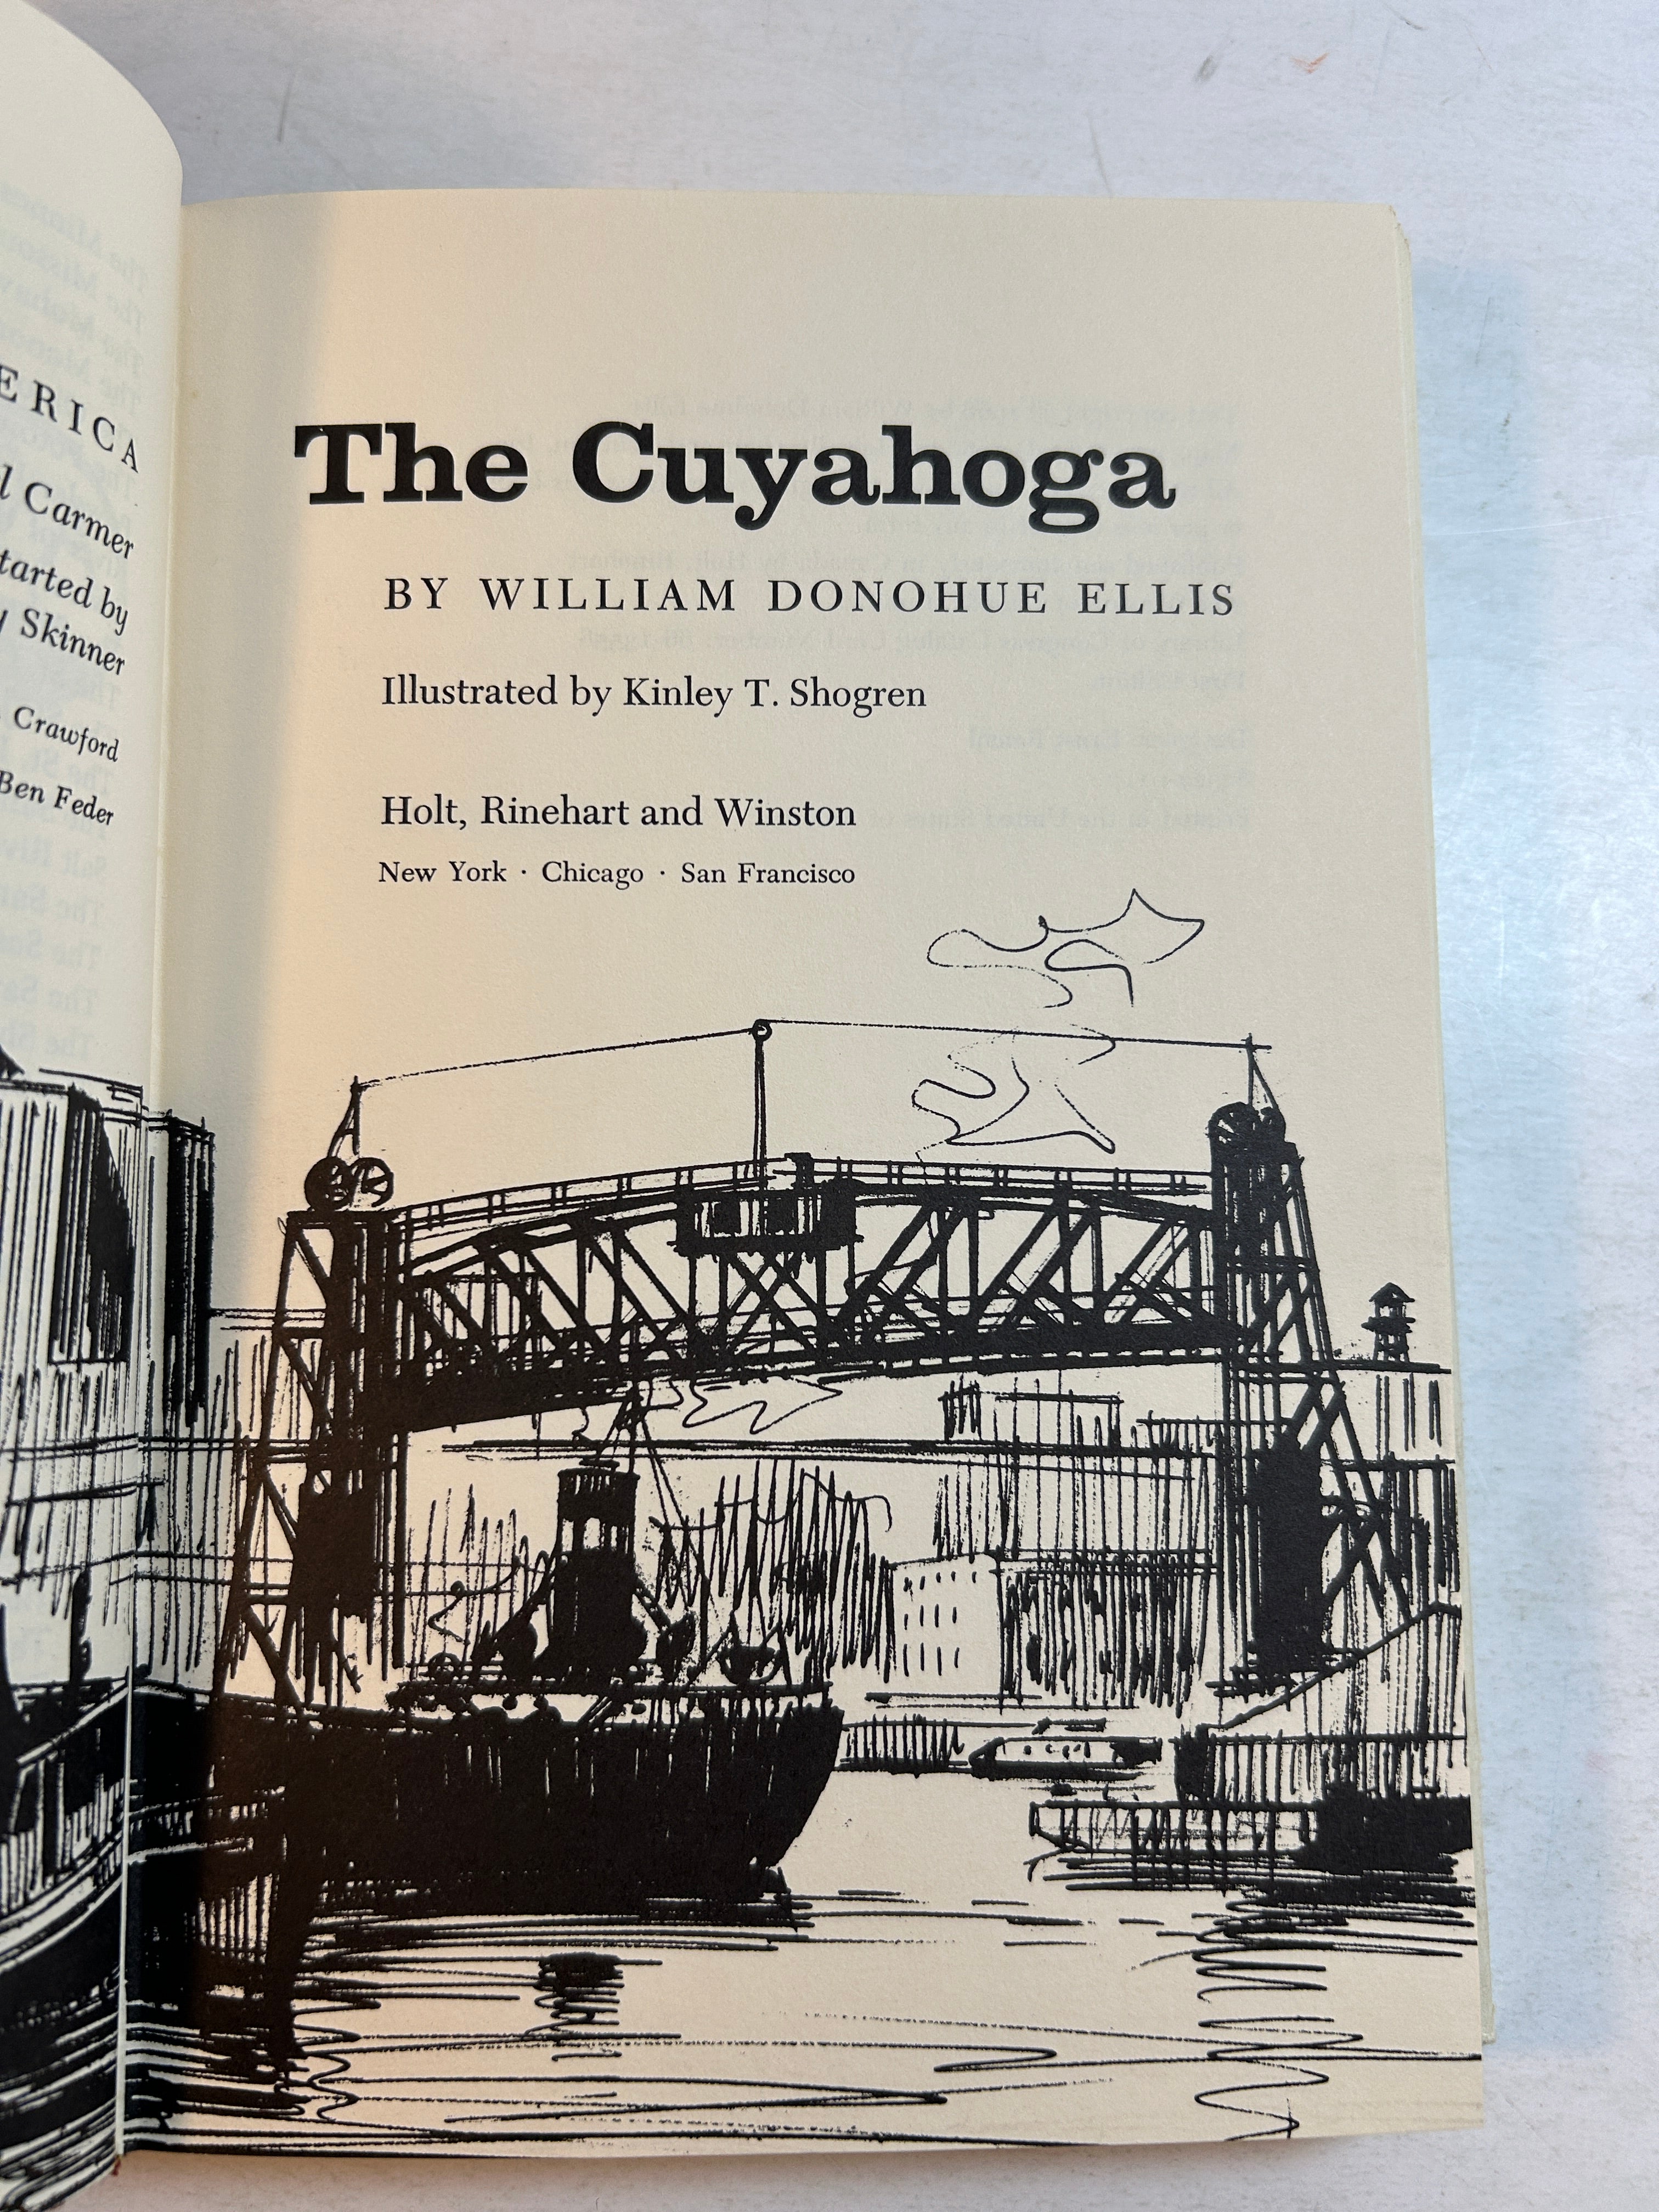 ERICA
l Carmer
tarted by
y Skinner
Crawford
Ben Feder
The Cuyahoga
BY WILLIAM DONOHUE ELLIS
Illustrated by Kinley T. Shogren
Holt, Rinehart and Winston
New York · Chicago · San Francisco